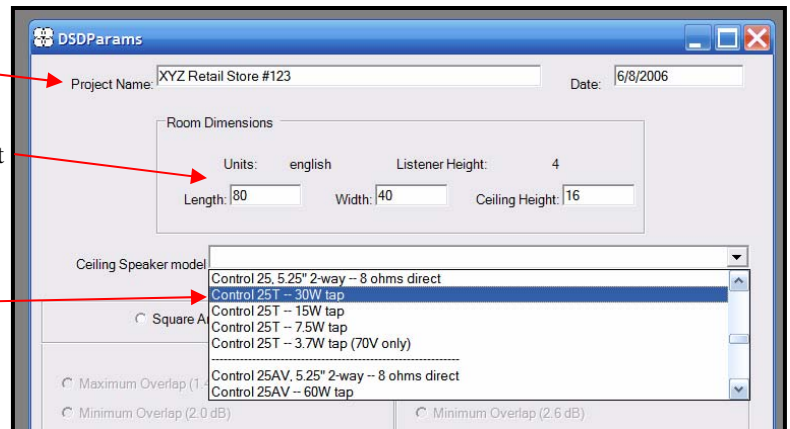 DSDParams
Project Name: XYZ Retail Store #123 Date: 6/8/2006
Room Dimensions
t
Units: english Listener Height: 4
Length: 80 Width: 40 Ceiling Height: 16
Ceiling Speaker model
Control 25, 5.25" 2-way -- 8 ohms direct
Control 25T -- 30W tap
Control 25T -- 15W tap
Square A
Control 25T -- 7.5W tap
Control 25T -- 3.7W tap (70V only)
--------------------------------------------------------------
Control 25AV, 5.25" 2-way -- 8 ohms direct
Maximum Overlap (1.4
Control 25AV -- 60W tap
Minimum Overlap (2.0 dB) Minimum Overlap (2.6 dB)